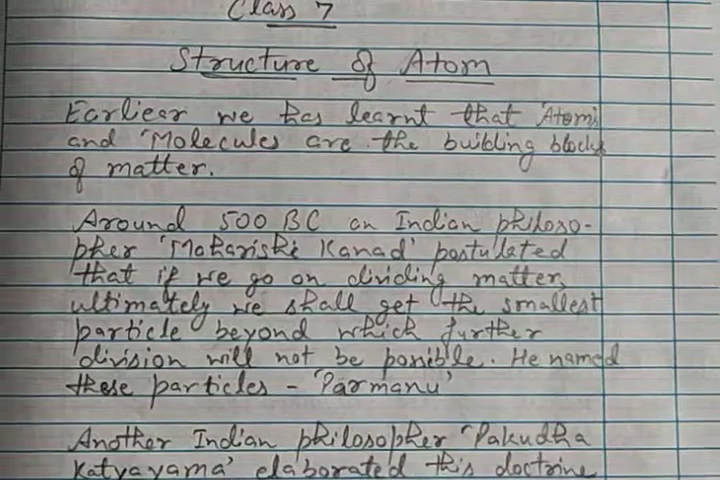 Class 7
Structure of Atom
Earliear we has learnt that 'Atoms
and 'Molecules are the building blocks
of matter.
Around 500 BC an Indian philoso-
pher 'Maharishi Kanad' postulated
that if we go on dividing matter,
ultimately we shall get the smallest
particle beyond which further
division will not be possible. He named
these particles - 'Parmanu'
Another Indian philosopher 'Pakudha
Katyayama' elaborated this doctrine